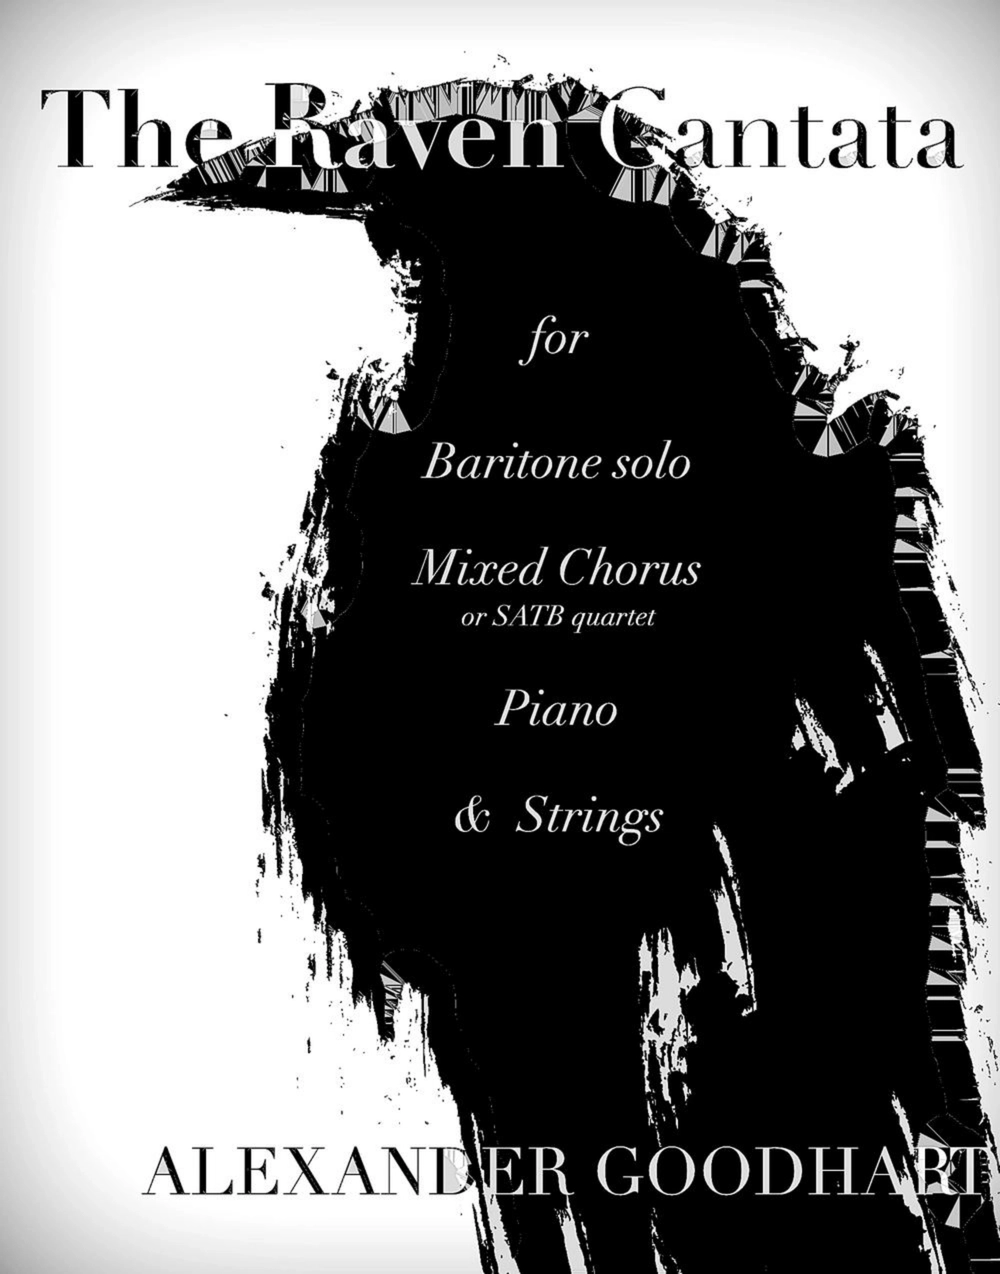 The Raven Cantata
for
Baritone solo
Mixed Chorus
or SATB quartet
Piano
& Strings
ALEXANDER GOODHART